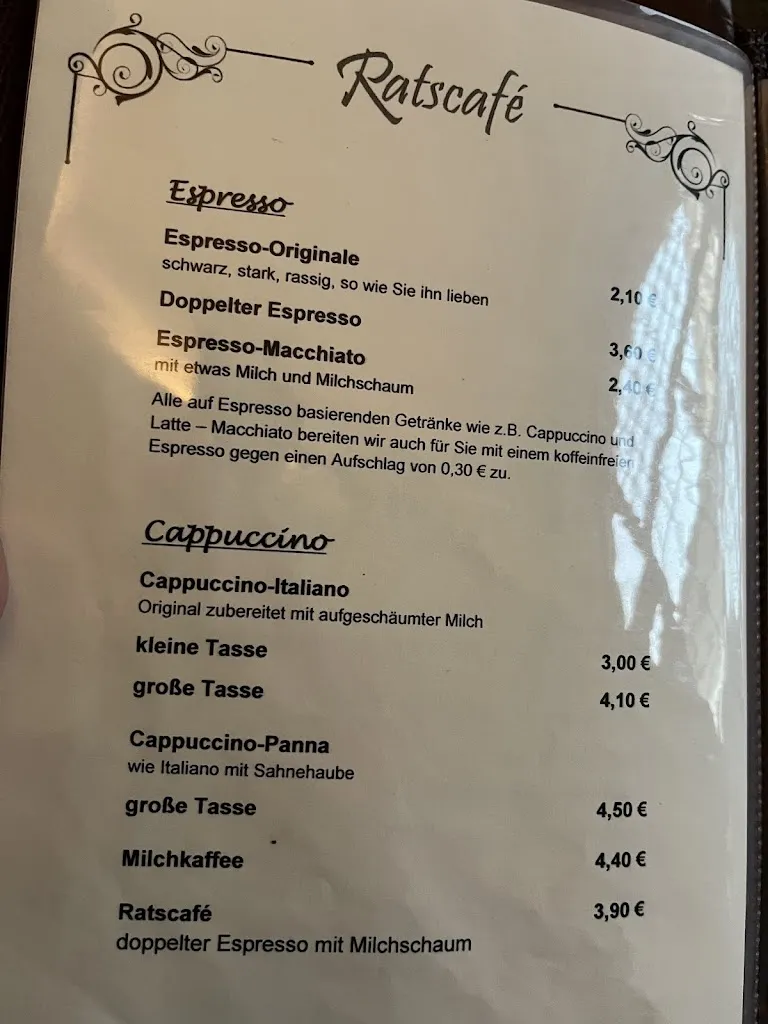 Ratscafé
Espresso
Espresso-Originale
schwarz, stark, rassig, so wie Sie ihn lieben 2,10 €
Doppelter Espresso 3,60 €
Espresso-Macchiato
mit etwas Milch und Milchschaum 2,40 €
Alle auf Espresso basierenden Getränke wie z.B. Cappuccino und
Latte – Macchiato bereiten wir auch für Sie mit einem koffeinfreien
Espresso gegen einen Aufschlag von 0,30 € zu.
Cappuccino
Cappuccino-Italiano
Original zubereitet mit aufgeschäumter Milch
kleine Tasse 3,00 €
große Tasse 4,10 €
Cappuccino-Panna
wie Italiano mit Sahnehaube
große Tasse 4,50 €
Milchkaffee 4,40 €
Ratscafé 3,90 €
doppelter Espresso mit Milchschaum